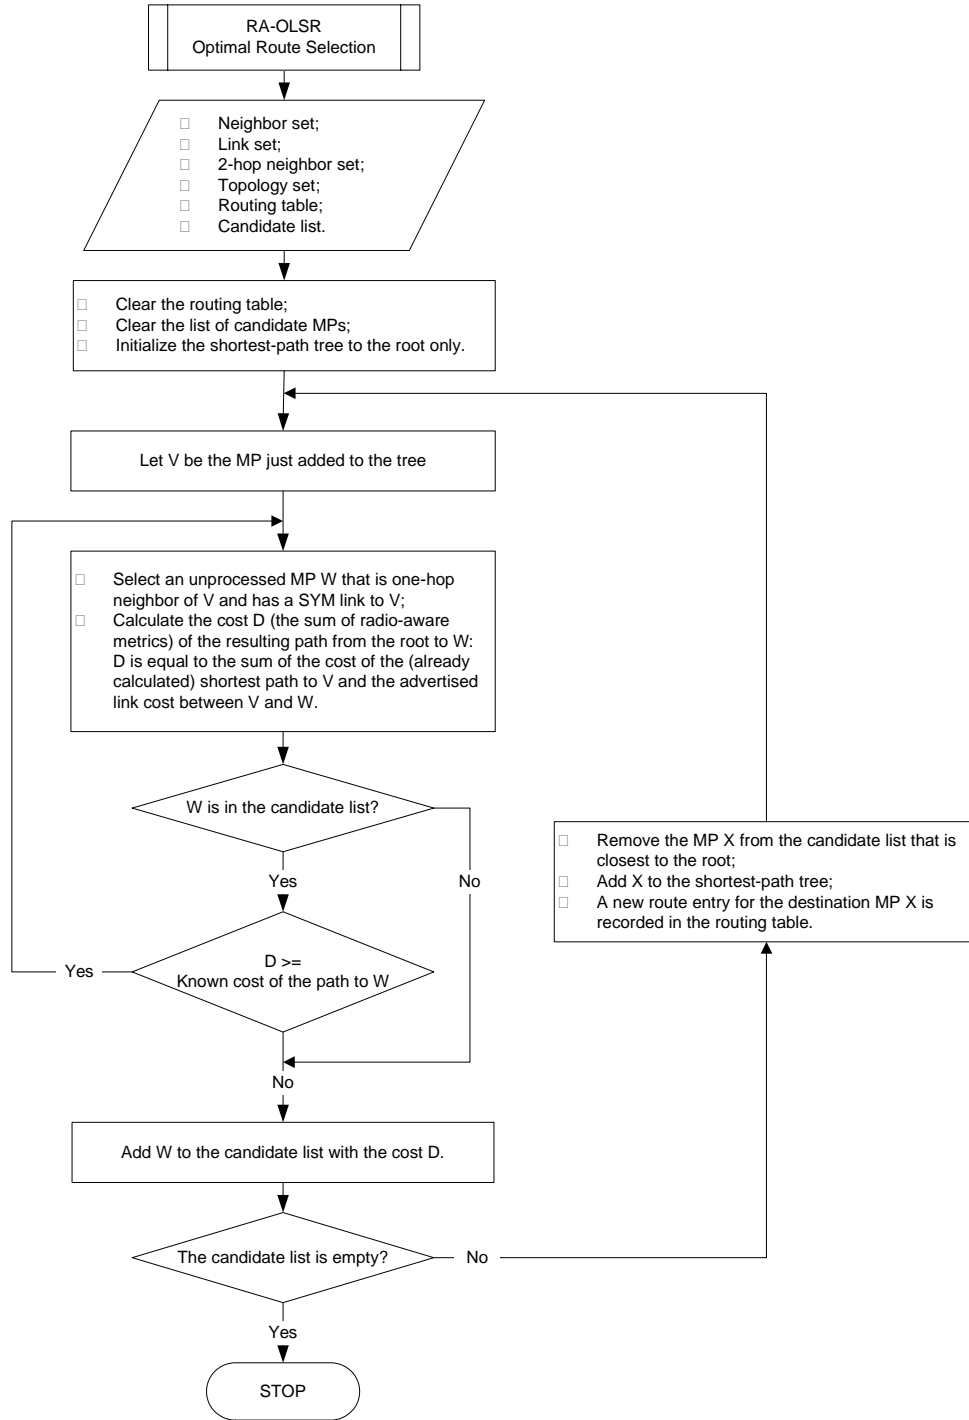 RA-OLSR
Optimal Route Selection
Neighbor set;
Link set;
2-hop neighbor set;
Topology set;
Routing table;
Candidate list.
Clear the routing table;
Clear the list of candidate MPs;
Initialize the shortest-path tree to the root only.
Let V be the MP just added to the tree
Select an unprocessed MP W that is one-hop
neighbor of V and has a SYM link to V;
Calculate the cost D (the sum of radio-aware
metrics) of the resulting path from the root to W:
D is equal to the sum of the cost of the (already
calculated) shortest path to V and the advertised
link cost between V and W.
W is in the candidate list?
Yes
No
D >=
Known cost of the path to W
Yes
No
Add W to the candidate list with the cost D.
The candidate list is empty?
No
Yes
STOP
Remove the MP X from the candidate list that is
closest to the root;
Add X to the shortest-path tree;
A new route entry for the destination MP X is
recorded in the routing table.